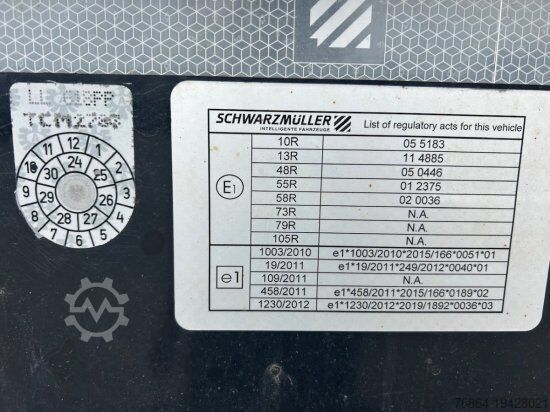 SCHWARZMÜLLER
INTELLIGENTE FAHRZEUGE
List of regulatory acts for this vehicle
E1
10R 05 5183
13R 11 4885
48R 05 0446
55R 01 2375
58R 02 0036
73R N.A.
79R N.A.
105R N.A.
e1
1003/2010 e1*1003/2010*2015/166*0051*01
19/2011 e1*19/2011*249/2012*0040*01
109/2011 N.A.
458/2011 e1*458/2011*2015/166*0189*02
1230/2012 e1*1230/2012*2019/1892*0036*03
LL
10 11 12 1 2 3 4 5 6 7 8 9
24 25 26 27 28 29 30
76864-19428021